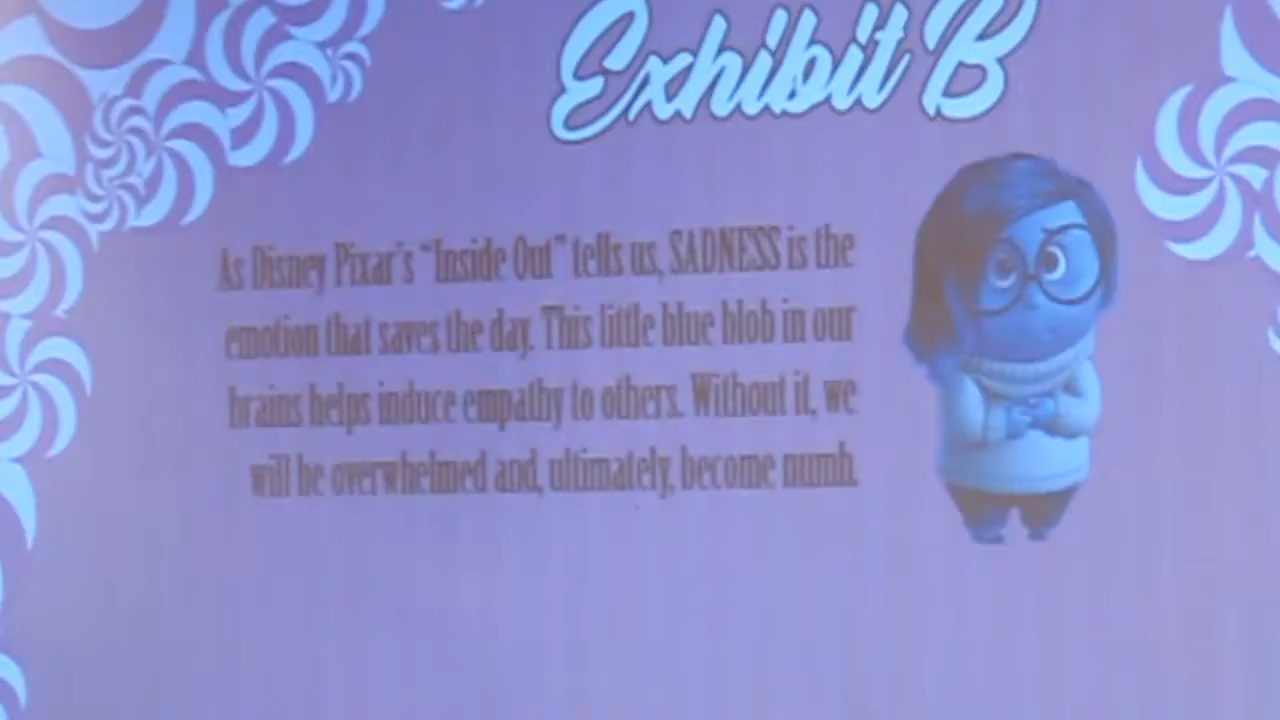 Exhibit B
As Disney Pixar's "Inside Out" tells us, SADNESS is the
emotion that saves the day. This little blue blob in our
brains helps induce empathy to others. Without it, we
will be overwhelmed and, ultimately, become numb.